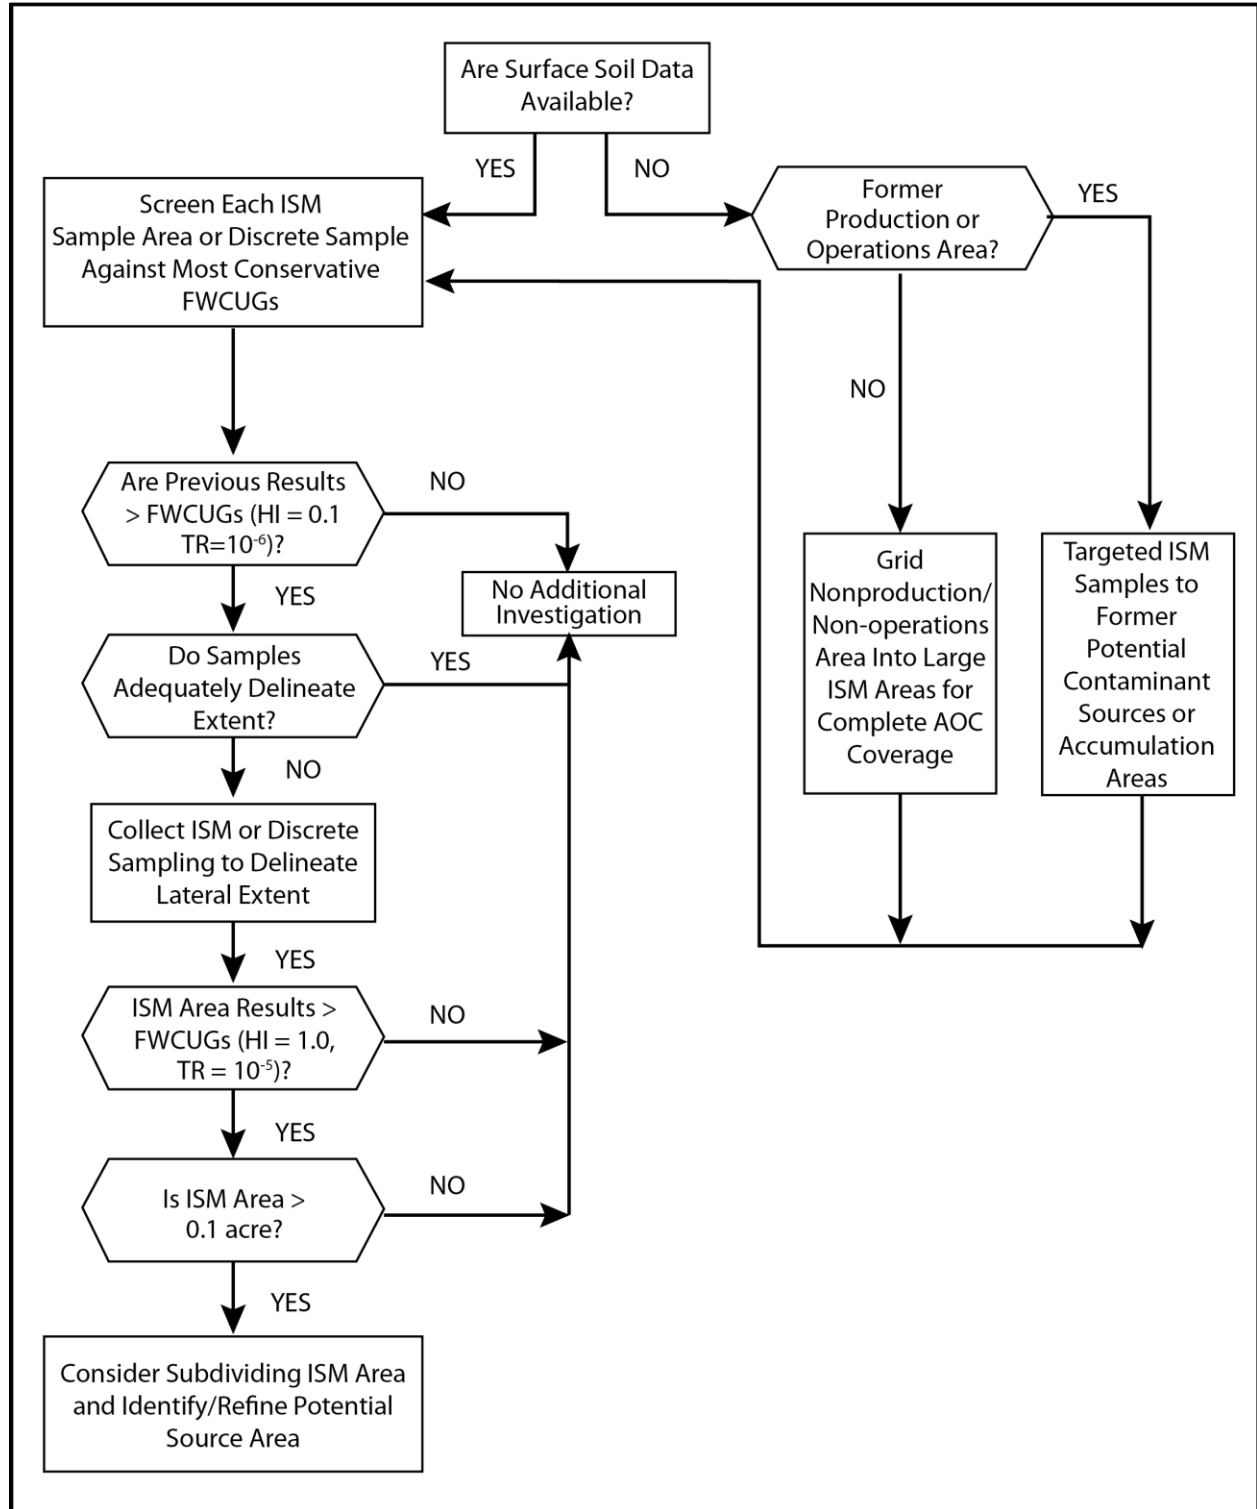 Are Surface Soil Data
Available?
YES
NO
Screen Each ISM
Sample Area or Discrete Sample
Against Most Conservative
FWCUGs
Former
Production or
Operations Area?
YES
NO
Are Previous Results
> FWCUGs (HI = 0.1
TR=10⁻⁶)?
NO
YES
No Additional
Investigation
Grid
Nonproduction/
Non-operations
Area Into Large
ISM Areas for
Complete AOC
Coverage
Targeted ISM
Samples to
Former
Potential
Contaminant
Sources or
Accumulation
Areas
Do Samples
Adequately Delineate
Extent?
YES
NO
Collect ISM or Discrete
Sampling to Delineate
Lateral Extent
YES
ISM Area Results >
FWCUGs (HI = 1.0,
TR = 10⁻⁵)?
NO
YES
Is ISM Area >
0.1 acre?
NO
YES
Consider Subdividing ISM Area
and Identify/Refine Potential
Source Area